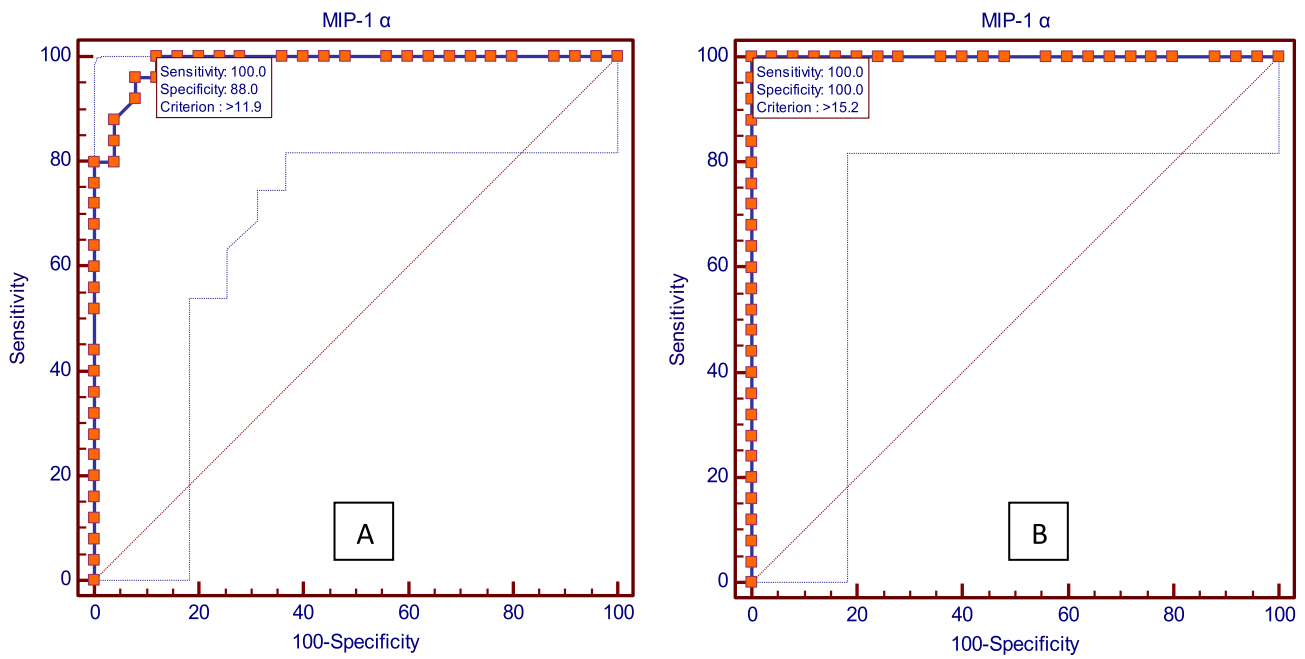 MIP-1 α
100
80
60
40
20
0
Sensitivity
Sensitivity: 100.0
Specificity: 88.0
Criterion : >11.9
A
0 20 40 60 80 100
100-Specificity
MIP-1 α
100
80
60
40
20
0
Sensitivity
Sensitivity: 100.0
Specificity: 100.0
Criterion : >15.2
B
0 20 40 60 80 100
100-Specificity